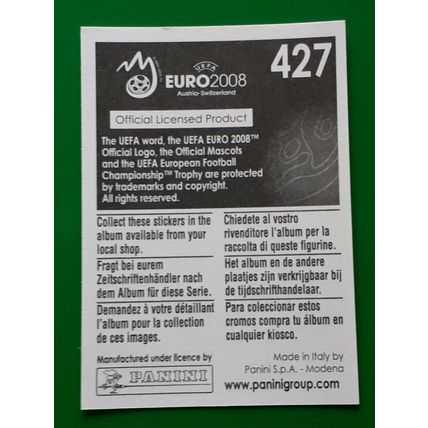 427
UEFA
EURO2008
Austria-Switzerland
Official Licensed Product
The UEFA word, the UEFA EURO 2008™
Official Logo, the Official Mascots
and the UEFA European Football
Championship™ Trophy are protected
by trademarks and copyright.
All rights reserved.
Collect these stickers in the
album available from your
local shop.
Fragt bei eurem
Zeitschriftenhändler nach
dem Album für diese Serie.
Demandez à votre détaillant
l'album pour la collection
de ces images.
Chiedete al vostro
rivenditore l'album per la
raccolta di queste figurine.
Het album en de andere
plaatjes zijn verkrijgbaar bij
de tijdschrifthandelaar.
Para coleccionar estos
cromos compra tu álbum en
cualquier kiosco.
Manufactured under licence by
PANINI
Made in Italy by
Panini S.p.A. - Modena
www.paninigroup.com